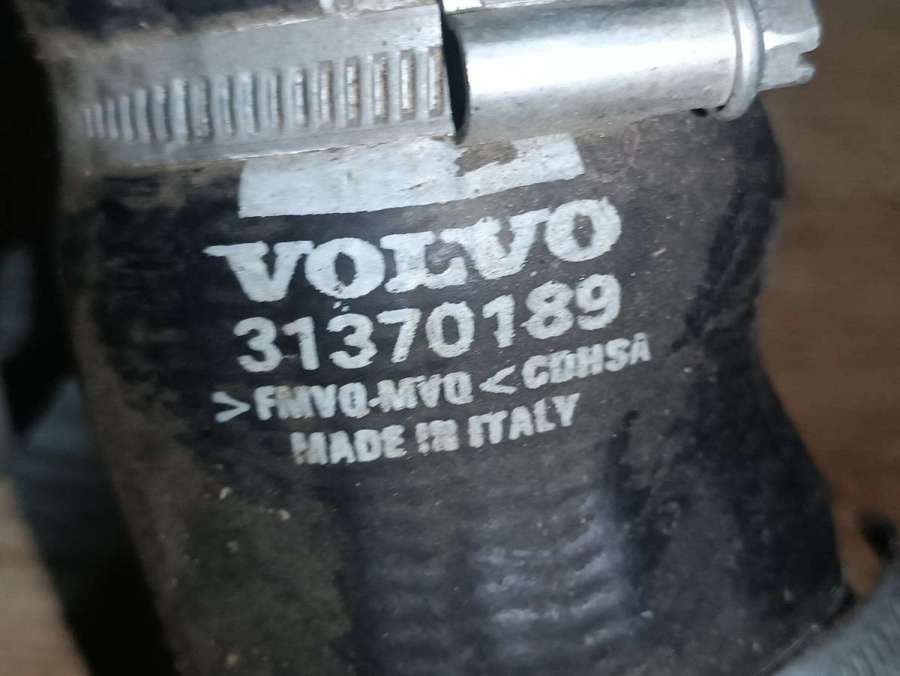 VOLVO
31370189
>FMVQ-MVQ< CDHSA
MADE IN ITALY